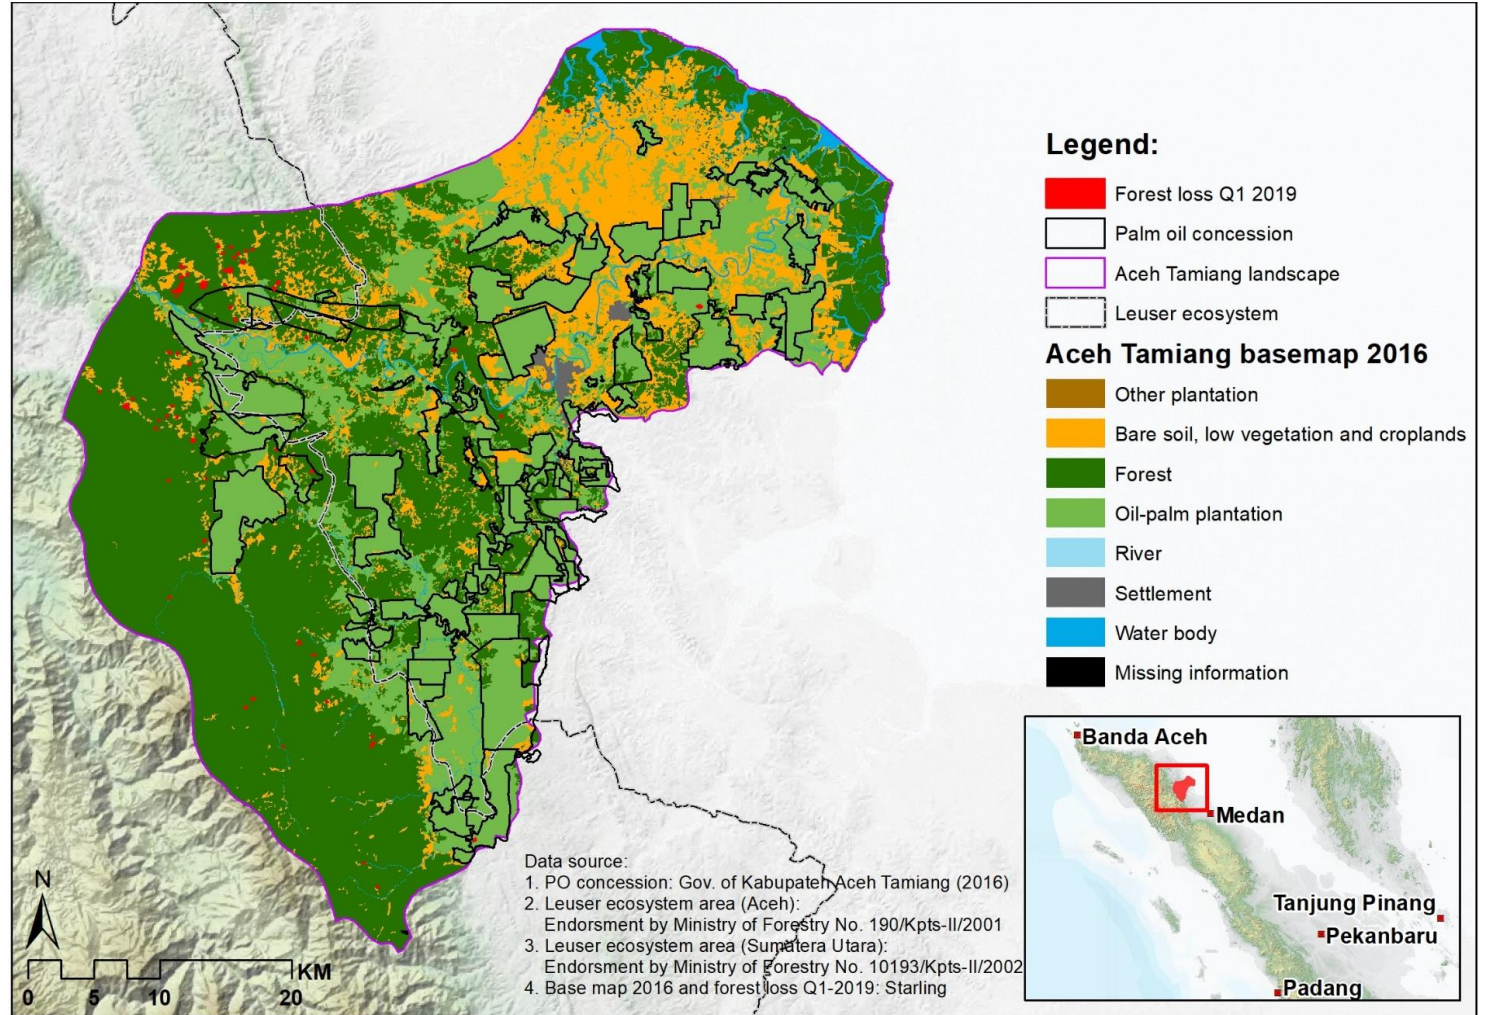 Legend:
Forest loss Q1 2019
Palm oil concession
Aceh Tamiang landscape
Leuser ecosystem
Aceh Tamiang basemap 2016
Other plantation
Bare soil, low vegetation and croplands
Forest
Oil-palm plantation
River
Settlement
Water body
Missing information
Banda Aceh
Medan
Tanjung Pinang
Pekanbaru
Padang
Data source:
1. PO concession: Gov. of Kabupaten Aceh Tamiang (2016)
2. Leuser ecosystem area (Aceh):
Endorsment by Ministry of Forestry No. 190/Kpts-II/2001
3. Leuser ecosystem area (Sumatera Utara):
Endorsment by Ministry of Forestry No. 10193/Kpts-II/2002
4. Base map 2016 and forest loss Q1-2019: Starling
N
KM
0 5 10 20